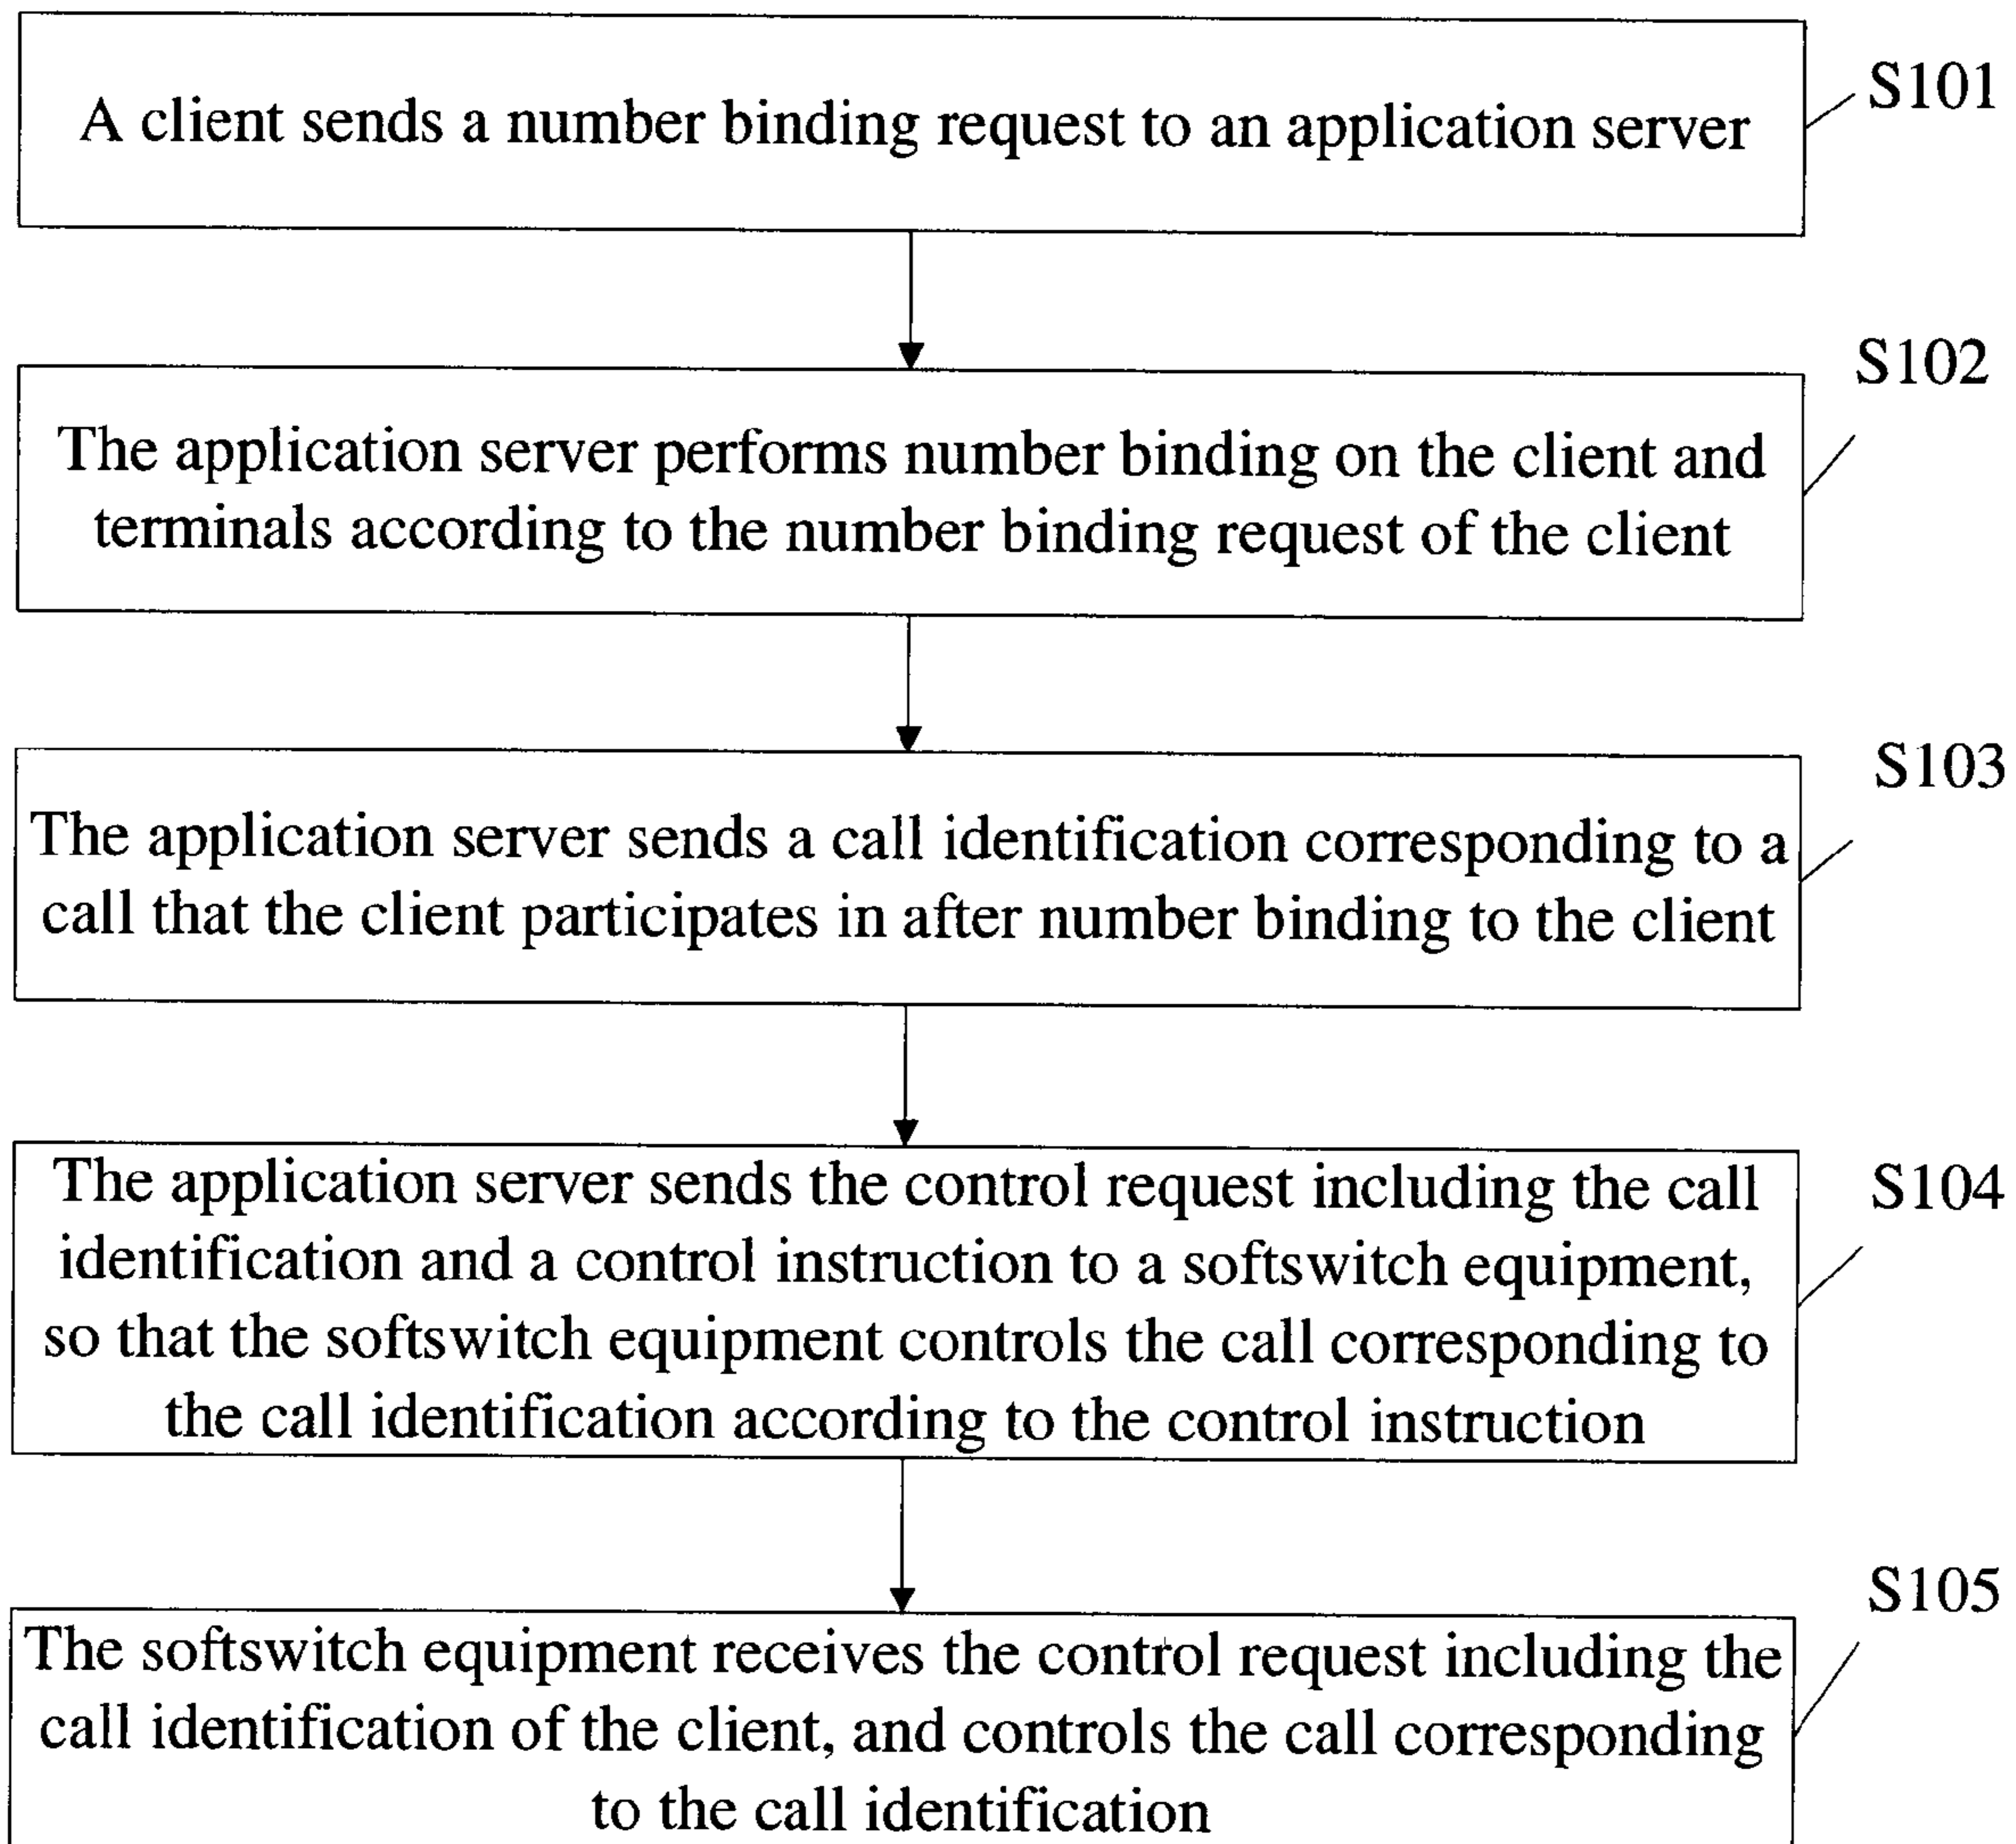 A client sends a number binding request to an application server
S101
The application server performs number binding on the client and
terminals according to the number binding request of the client
S102
The application server sends a call identification corresponding to a
call that the client participates in after number binding to the client
S103
The application server sends the control request including the call
identification and a control instruction to a softswitch equipment,
so that the softswitch equipment controls the call corresponding to
the call identification according to the control instruction
S104
The softswitch equipment receives the control request including the
call identification of the client, and controls the call corresponding
to the call identification
S105